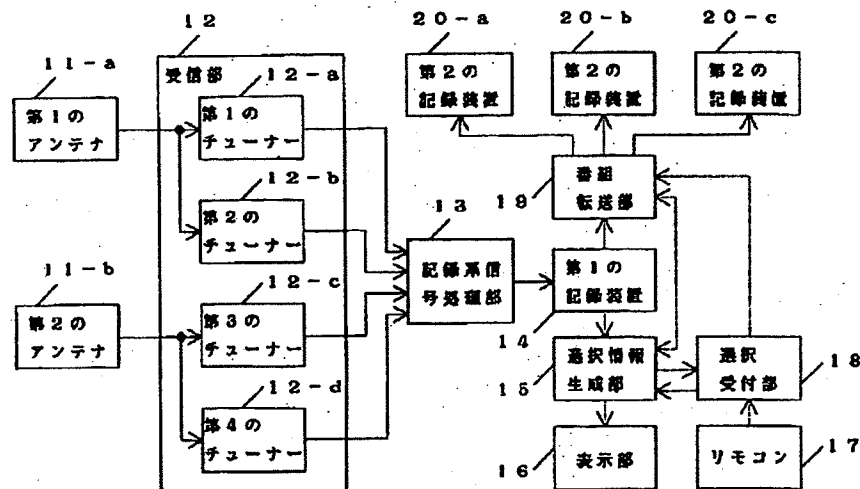 12
20-a
20-b
20-c
11-a
受信部
12-a
第2の
記録装置
第2の
記録装置
第2の
記録装置
第1の
アンテナ
第1の
チューナー
12-b
19
番組
転送部
第2の
チューナー
13
11-b
12-c
記録系信
号処理部
第1の
記録装置
第2の
アンテナ
第3の
チューナー
14
12-d
15
選択情報
生成部
選択
受付部
18
第4の
チューナー
16
表示部
リモコン
17